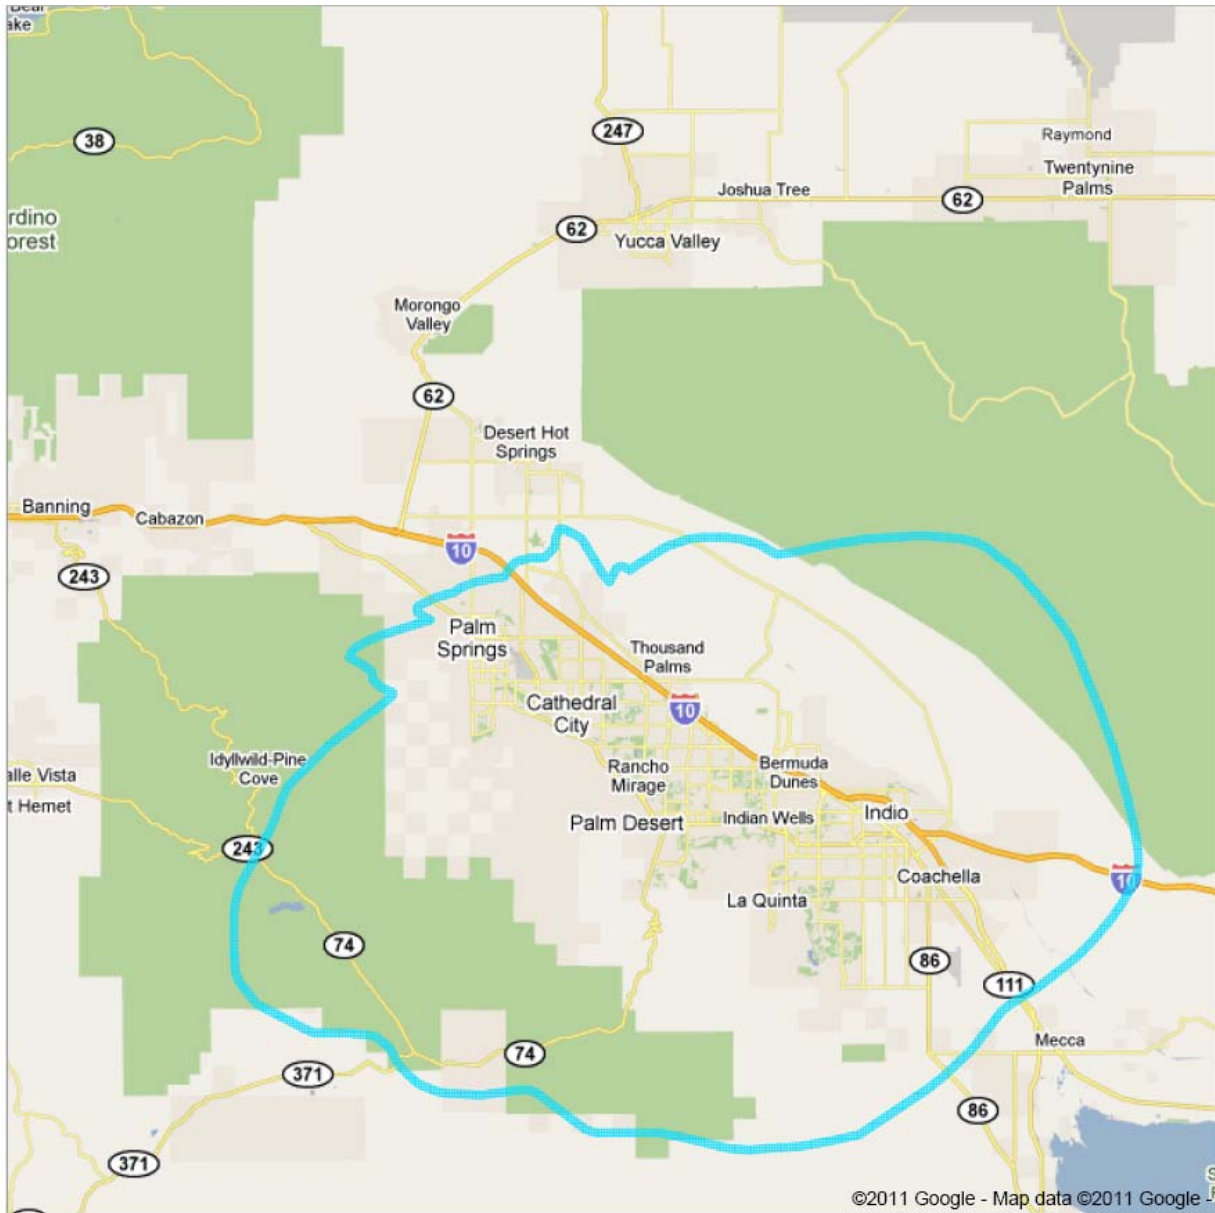 Bear
ake
38
247
Raymond
Twentynine
Palms
Joshua Tree
62
62
rdino
orest
Yucca Valley
Morongo
Valley
62
Desert Hot
Springs
Banning
Cabazon
10
243
Palm
Springs
Thousand
Palms
Cathedral
City
10
Idyllwild-Pine
Cove
alle Vista
Rancho
Mirage
Bermuda
Dunes
t Hemet
Palm Desert
Indian Wells
Indio
243
Coachella
10
La Quinta
74
86
111
74
Mecca
371
86
371
©2011 Google - Map data ©2011 Google -